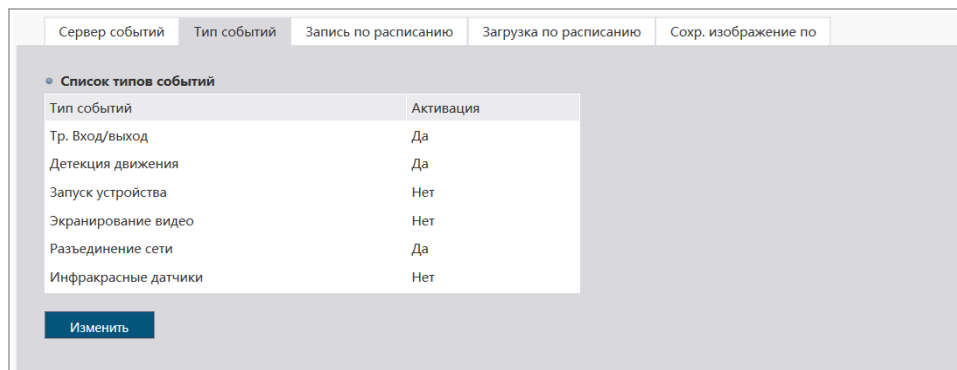 Сервер событий Тип событий Запись по расписанию Загрузка по расписанию Сохр. изображение по
Список типов событий
Тип событий Активация
Тр. Вход/выход Да
Детекция движения Да
Запуск устройства Нет
Экранирование видео Нет
Разъединение сети Да
Инфракрасные датчики Нет
Изменить